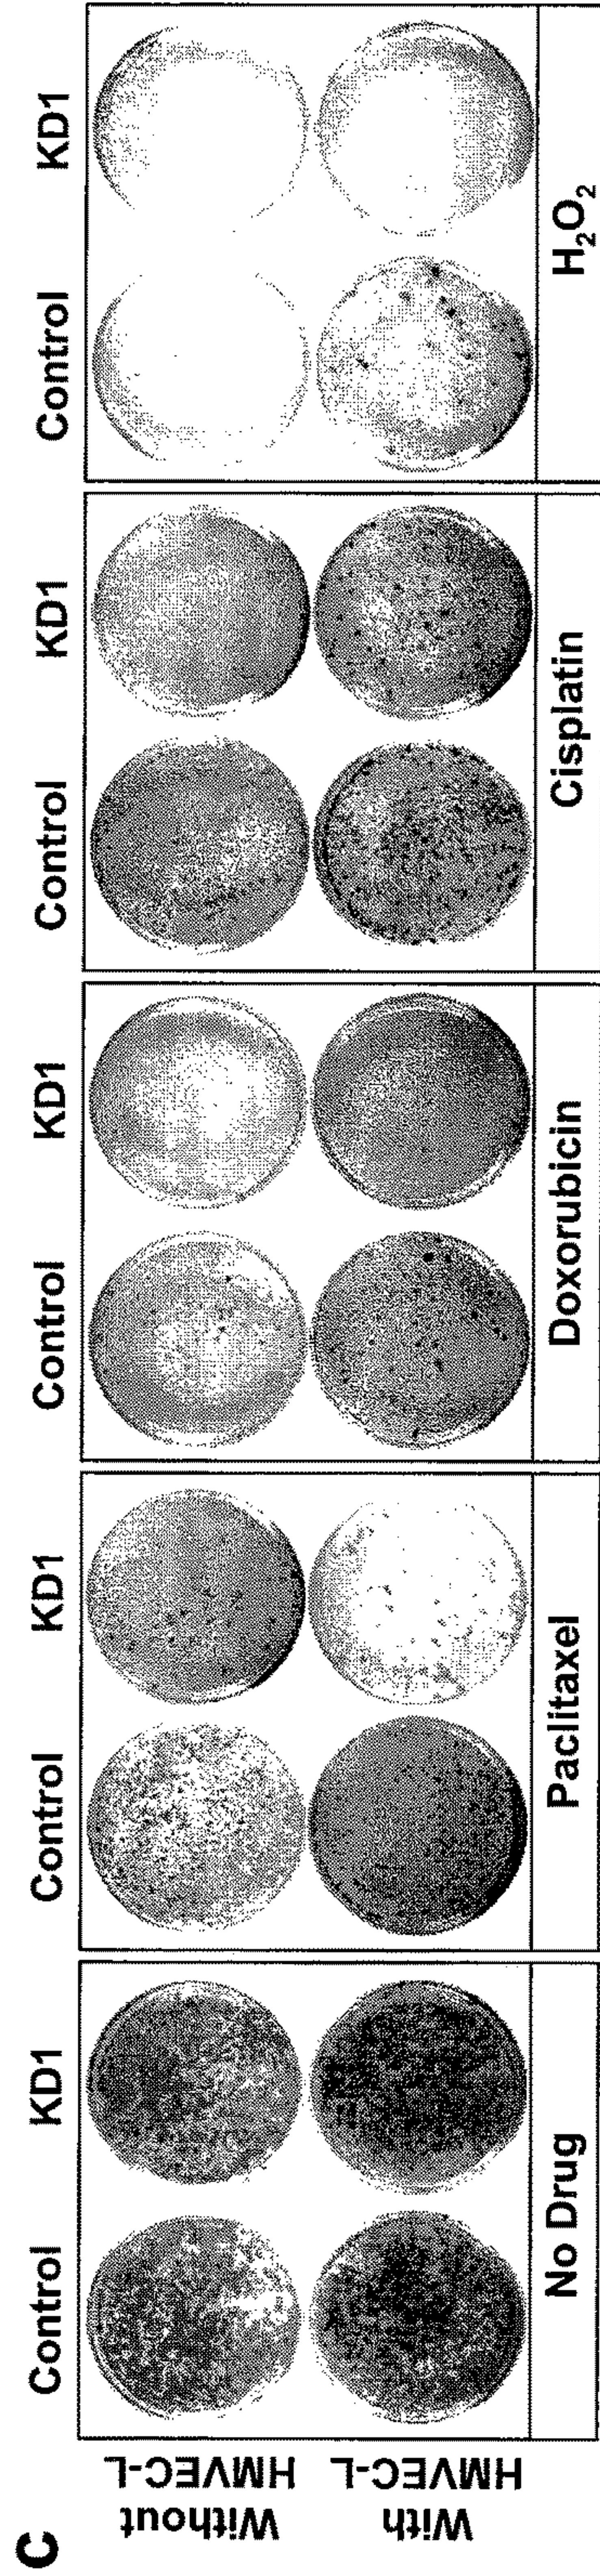 C
Control KD1 Control KD1 Control KD1 Control KD1 Control KD1
Without
HMVEC-L
With
HMVEC-L
No Drug Paclitaxel Doxorubicin Cisplatin H₂O₂